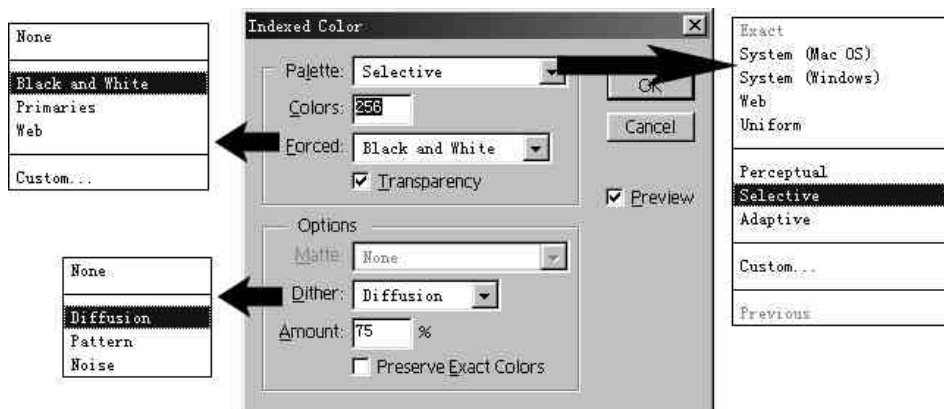 None
Black and White
Primaries
Web
Custom...
None
Diffusion
Pattern
Noise
Indexed Color
Palette: Selective
Colors: 256
Forced: Black and White
Transparency
OK
Cancel
Preview
Options
Matte: None
Dither: Diffusion
Amount: 75 %
Preserve Exact Colors
Exact
System (Mac OS)
System (Windows)
Web
Uniform
Perceptual
Selective
Adaptive
Custom...
Previous